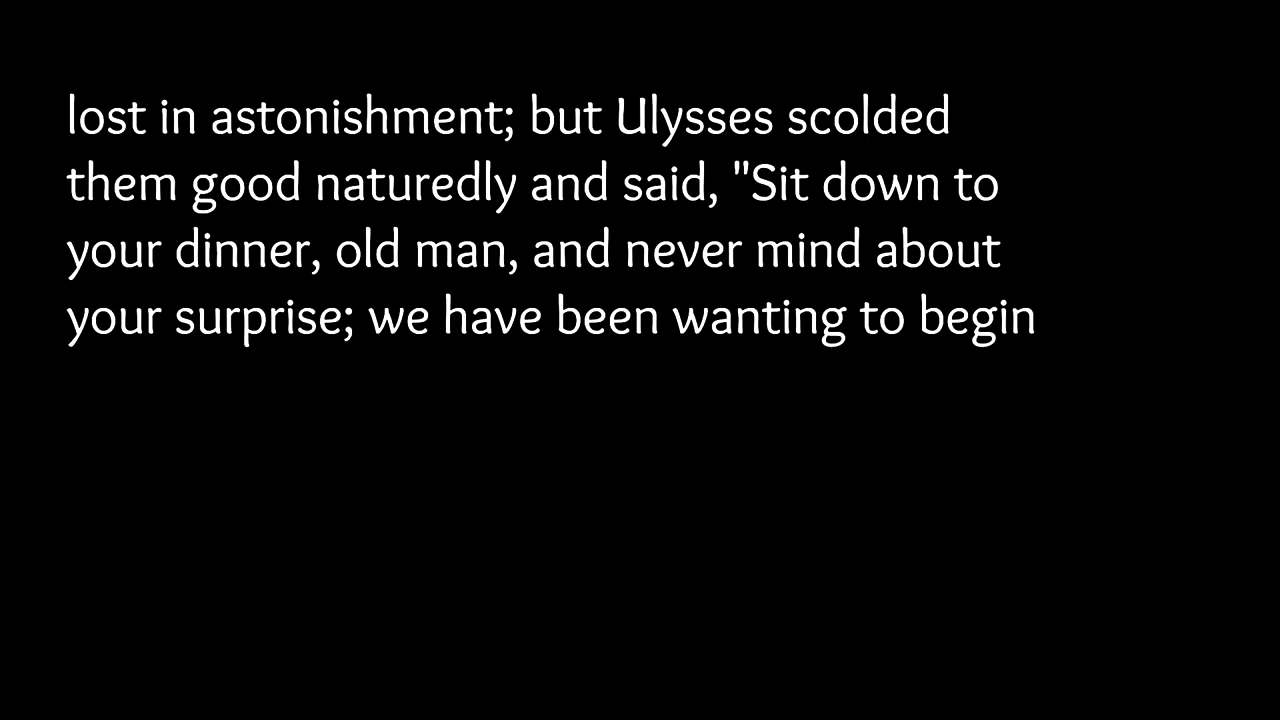 lost in astonishment; but Ulysses scolded
them good naturedly and said, "Sit down to
your dinner, old man, and never mind about
your surprise; we have been wanting to begin